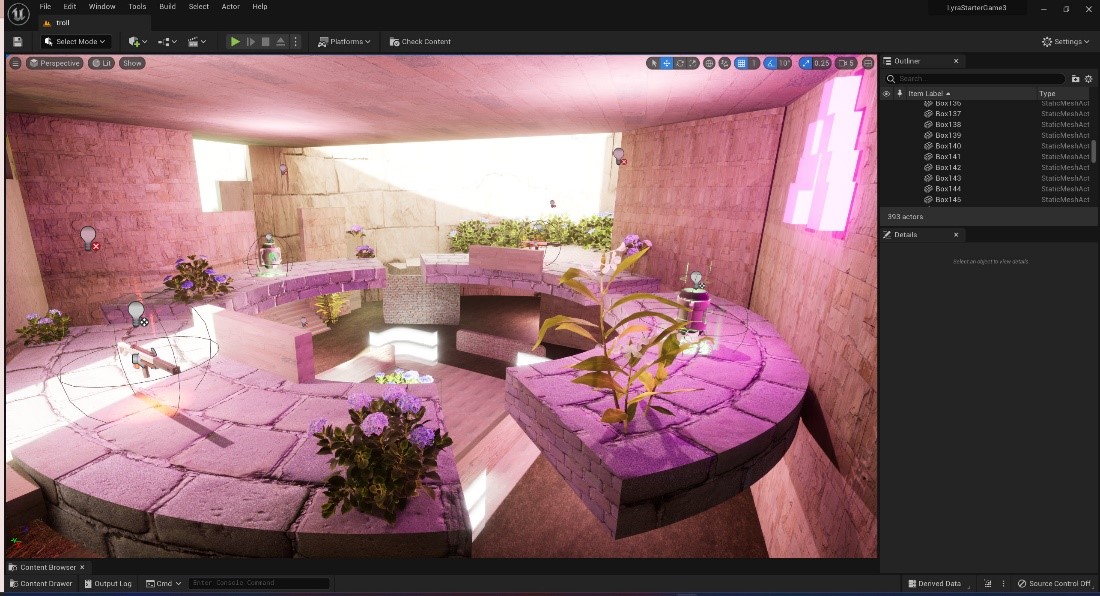 File Edit Window Tools Build Select Actor Help
LyraStarterGame3
troll
Select Mode
Platforms
Check Content
Settings
Perspective
Lit
Show
1
10°
0.25
5
Outliner
Search...
Item Label
Type
Box136 StaticMeshAct
Box137 StaticMeshAct
Box138 StaticMeshAct
Box139 StaticMeshAct
Box140 StaticMeshAct
Box141 StaticMeshAct
Box142 StaticMeshAct
Box143 StaticMeshAct
Box144 StaticMeshAct
Box145 StaticMeshAct
393 actors
Details
Select an object to view details
Content Browser
Content Drawer
Output Log
Cmd
Enter Console Command
Derived Data
Source Control Off